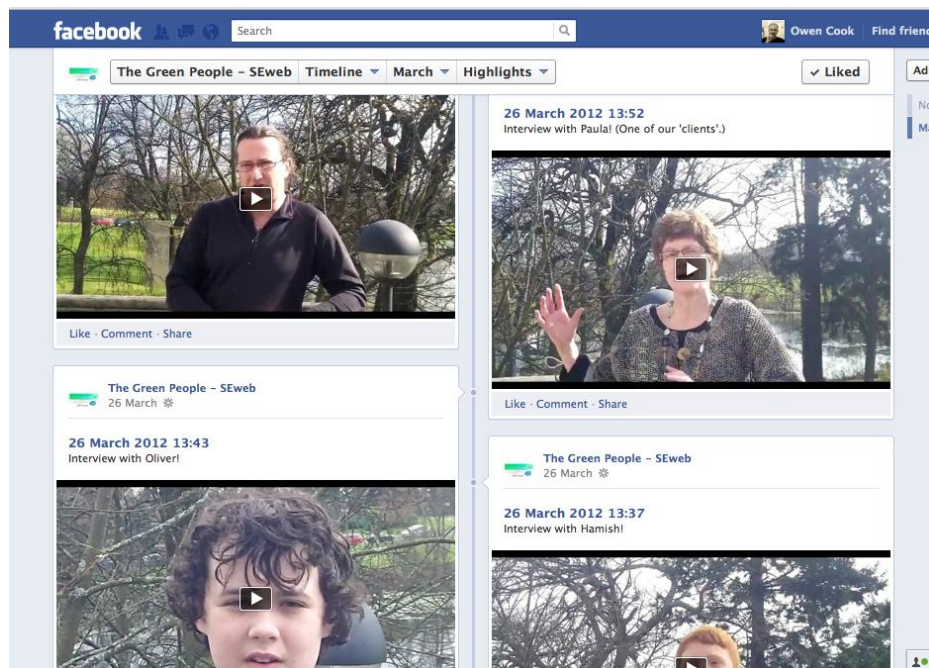 facebook
Search
Owen Cook
Find friend
The Green People – SEweb
Timeline
March
Highlights
Liked
Ad
No
Ma
Like · Comment · Share
The Green People – SEweb
26 March
26 March 2012 13:43
Interview with Oliver!
26 March 2012 13:52
Interview with Paula! (One of our 'clients'.)
Like · Comment · Share
The Green People – SEweb
26 March
26 March 2012 13:37
Interview with Hamish!